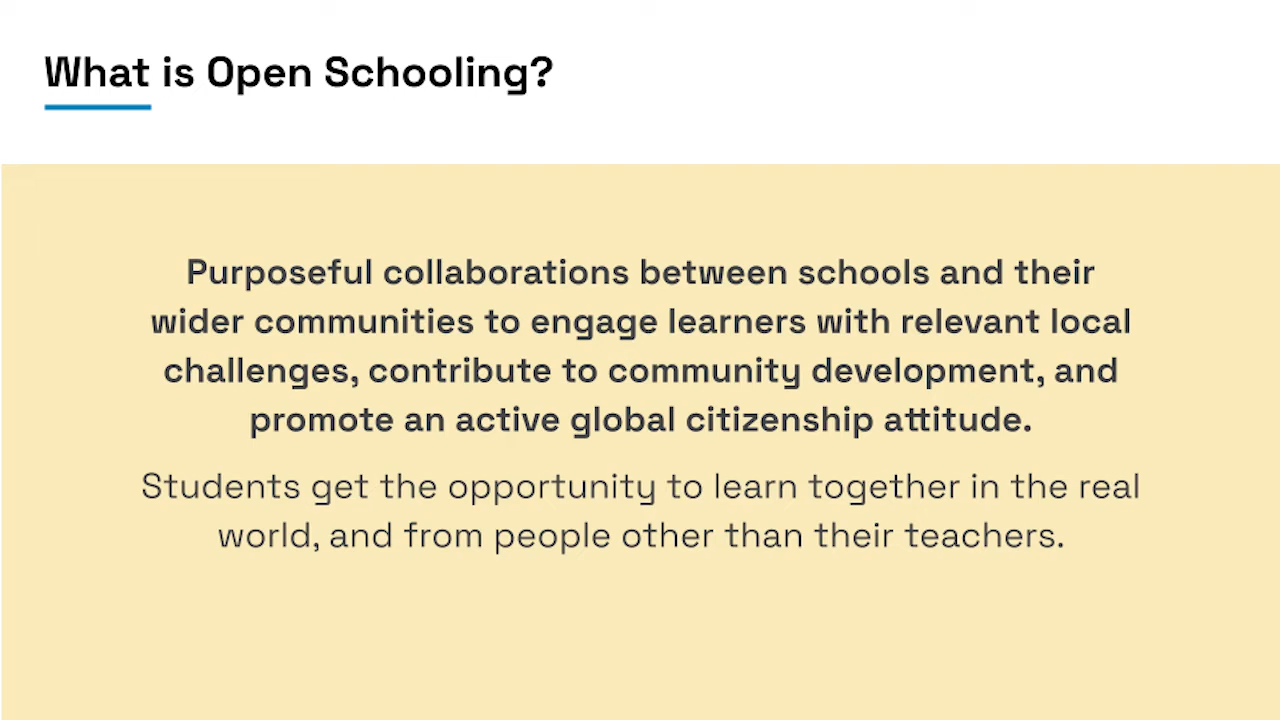 What is Open Schooling?
Purposeful collaborations between schools and their
wider communities to engage learners with relevant local
challenges, contribute to community development, and
promote an active global citizenship attitude.
Students get the opportunity to learn together in the real
world, and from people other than their teachers.